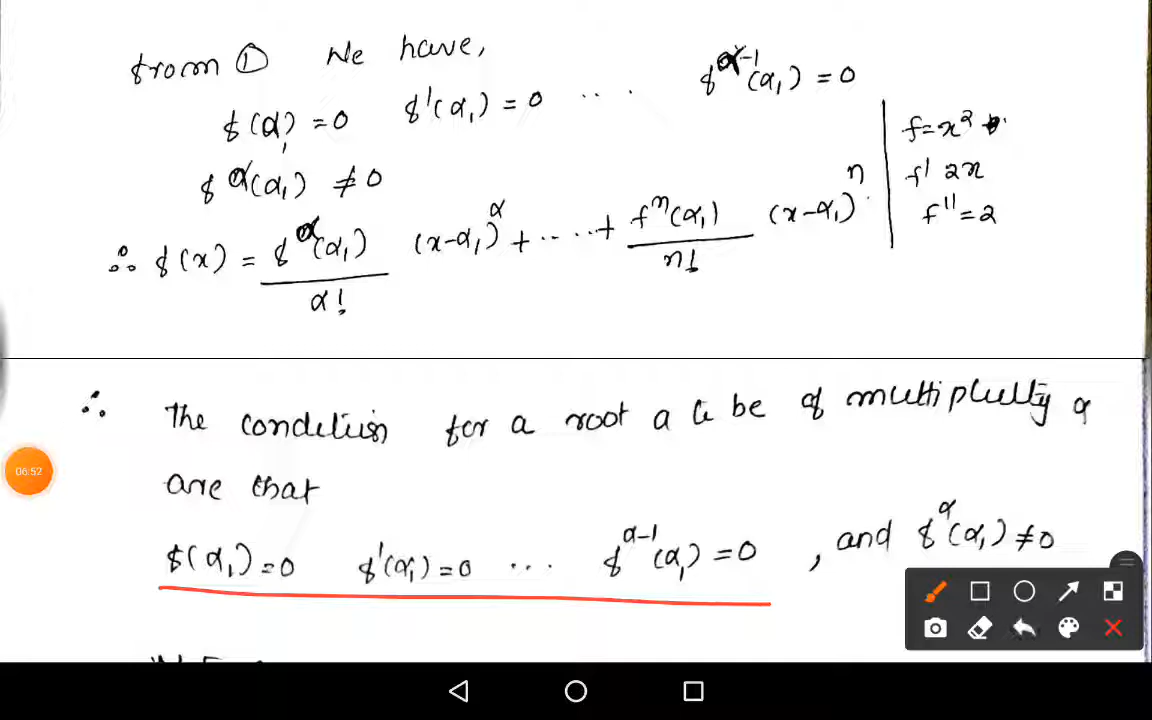 from ① We have,
f(α₁) = 0 f'(α₁) = 0 .... f^{α-1}(α₁) = 0
f^{α}(α₁) ≠ 0
∴ f(x) = f^{α}(α₁)/α! (x-α₁)^{α} + ..... + f^{n}(α₁)/n! (x-α₁)^{n}
f = x²
f' 2x
f'' = 2
∴ The condition for a root a to be of multiplicity α
are that
f(α₁) = 0 f'(α₁) = 0 ... f^{α-1}(α₁) = 0 , and f^{α}(α₁) ≠ 0
06:52